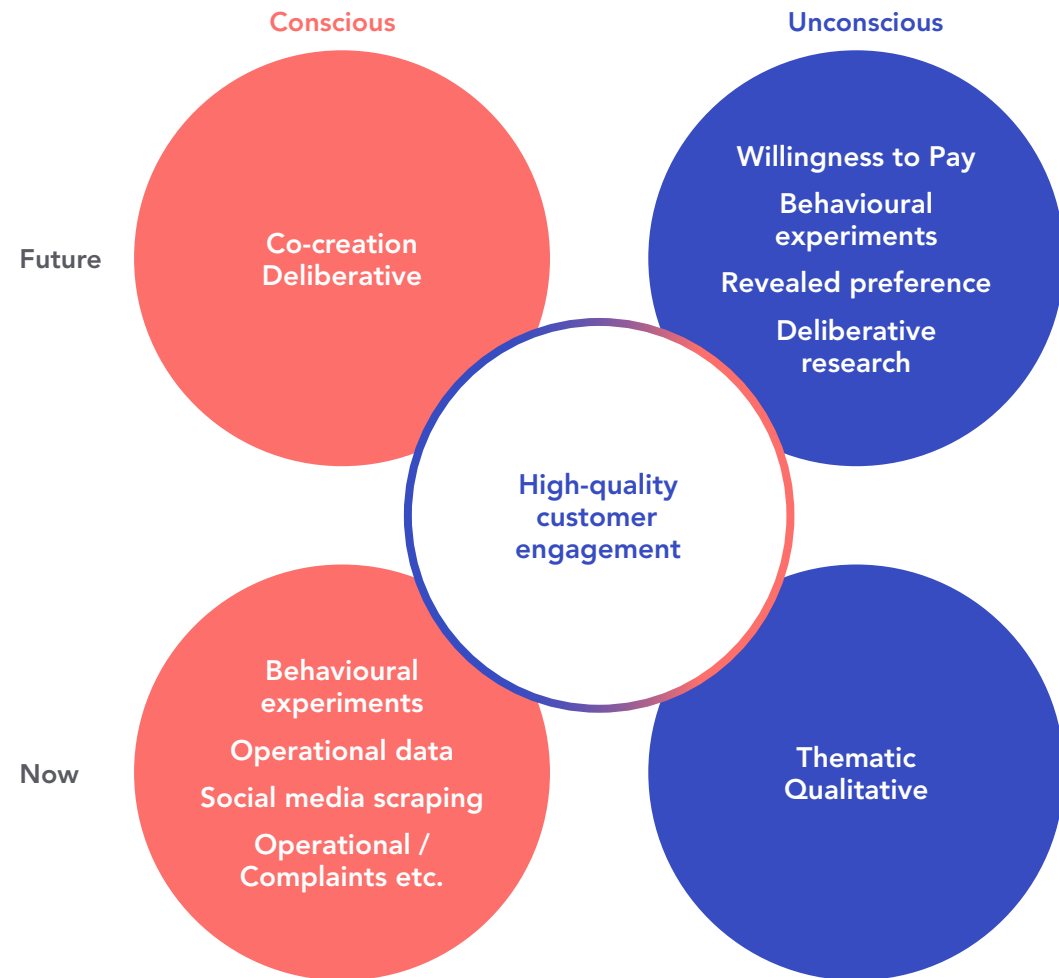 Conscious
Unconscious
Future
Co-creation
Deliberative
Willingness to Pay
Behavioural
experiments
Revealed preference
Deliberative
research
High-quality
customer
engagement
Now
Behavioural
experiments
Operational data
Social media scraping
Operational /
Complaints etc.
Thematic
Qualitative